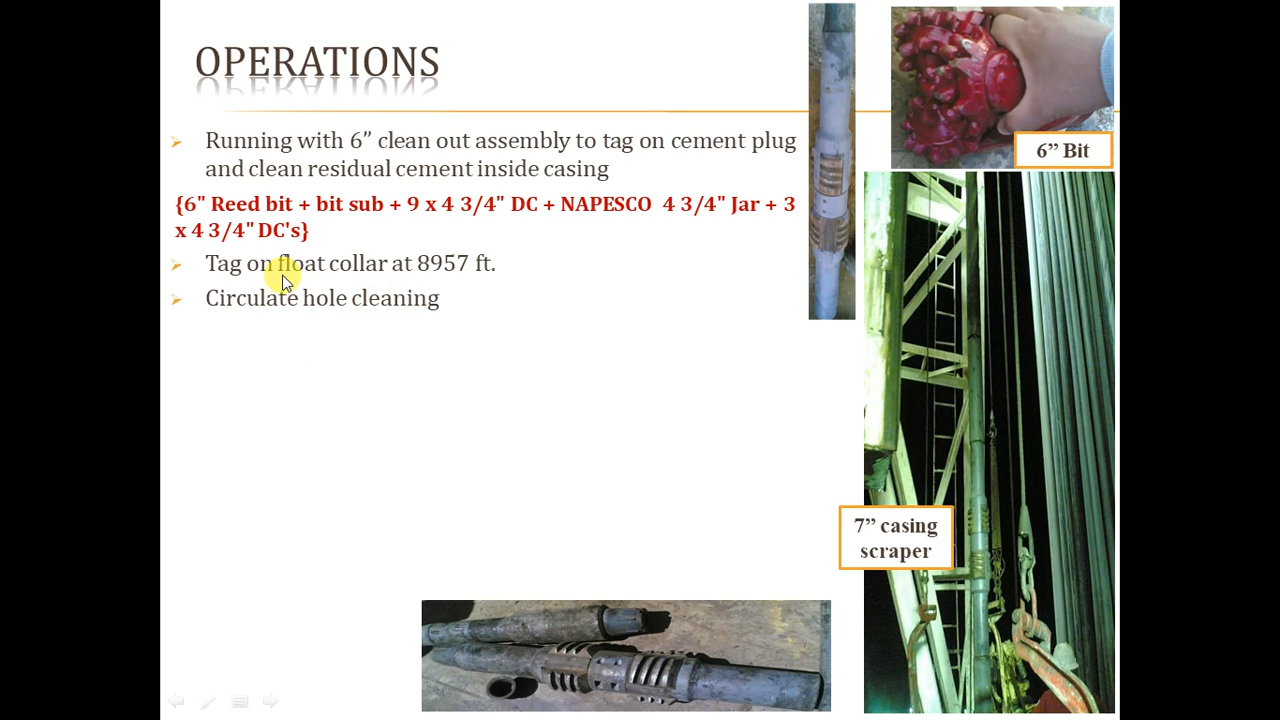 OPERATIONS
Running with 6” clean out assembly to tag on cement plug
and clean residual cement inside casing
{6" Reed bit + bit sub + 9 x 4 3/4" DC + NAPESCO 4 3/4" Jar + 3
x 4 3/4" DC's}
Tag on float collar at 8957 ft.
Circulate hole cleaning
6” Bit
7” casing
scraper